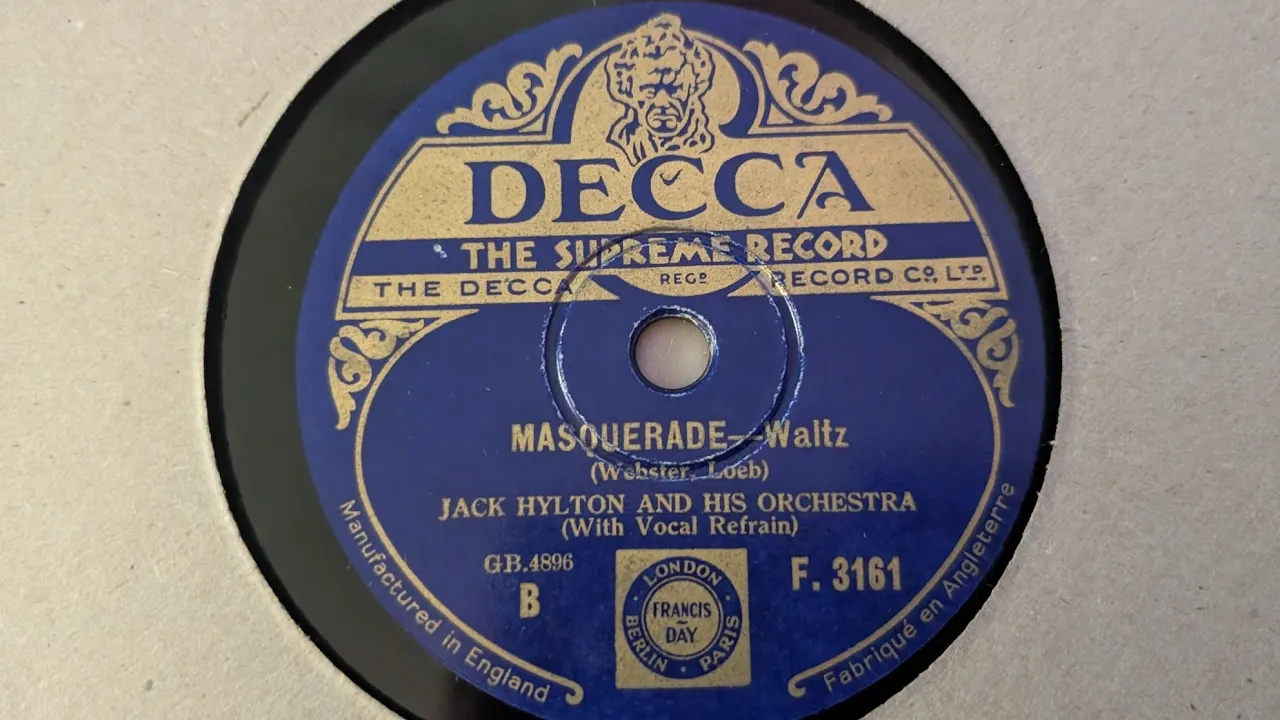 DECCA
THE SUPREME RECORD
THE DECCA REGD RECORD CO., LTD.
MASQUERADE—Waltz
(Webster, Loeb)
JACK HYLTON AND HIS ORCHESTRA
(With Vocal Refrain)
GB.4896
B
F. 3161
LONDON
FRANCIS ~ DAY
BERLIN · PARIS
Manufactured in England
Fabriqué en Angleterre